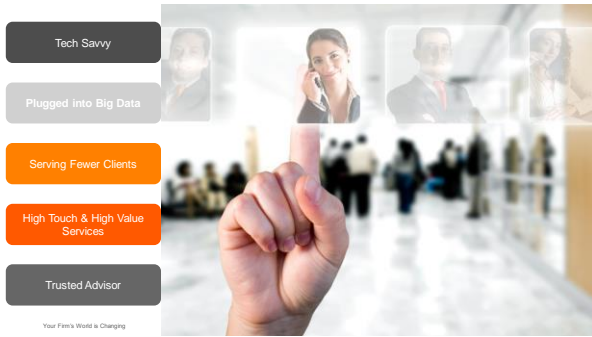 Tech Savvy
Plugged into Big Data
Serving Fewer Clients
High Touch & High Value
Services
Trusted Advisor
Your Firm's World is Changing